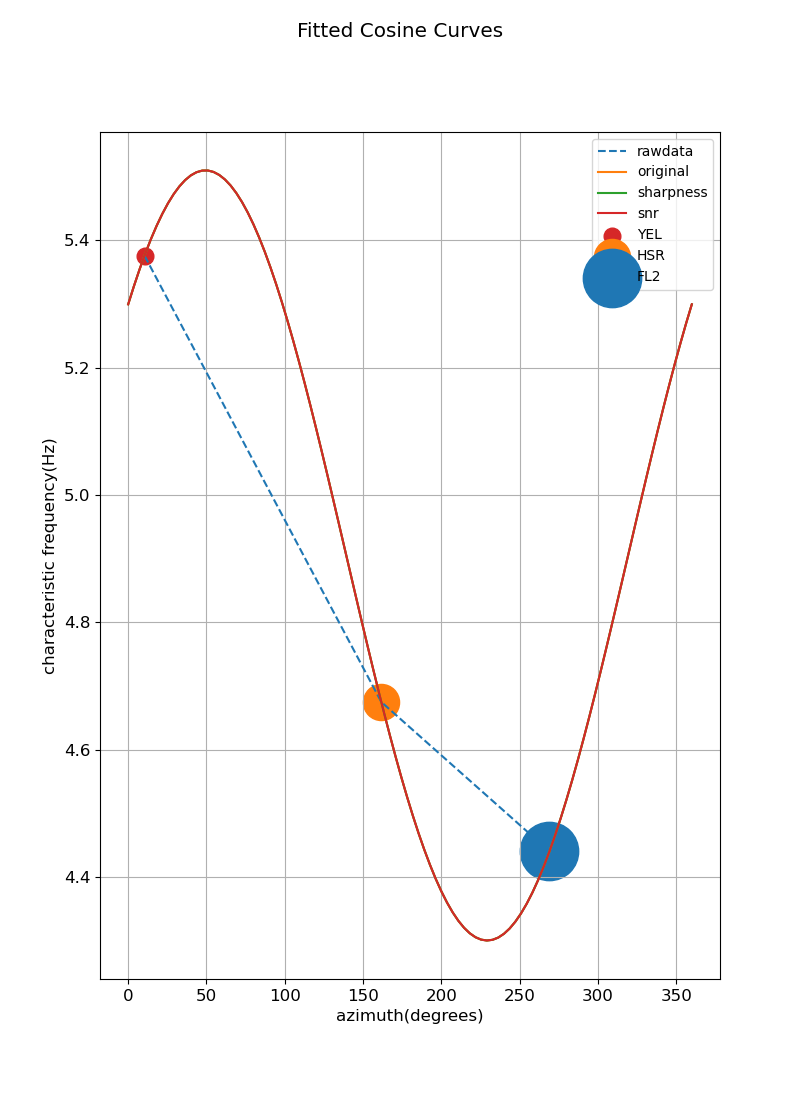 Fitted Cosine Curves
rawdata
original
sharpness
snr
YEL
HSR
FL2
characteristic frequency(Hz)
5.4
5.2
5.0
4.8
4.6
4.4
0 50 100 150 200 250 300 350
azimuth(degrees)